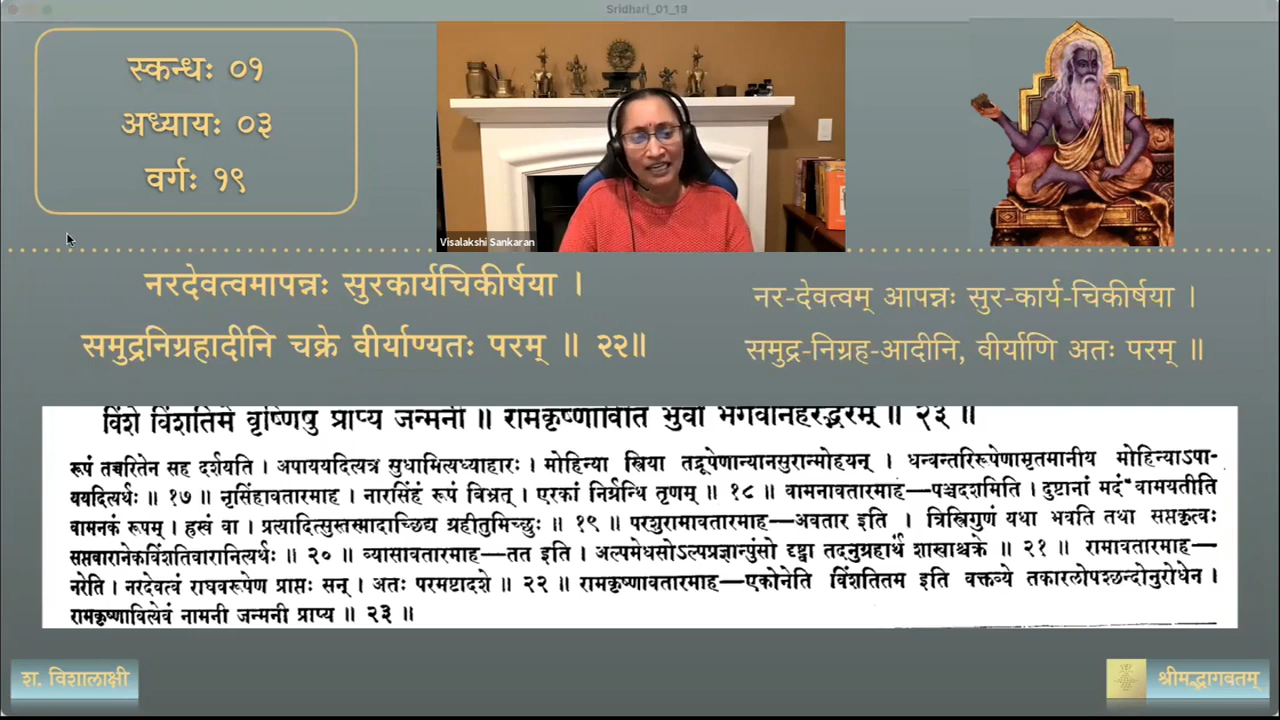 Sridhari_01_19
स्कन्धः ०१
अध्यायः ०३
वर्गः १९
Visalakshi Sankaran
नरदेवत्वमापन्नः सुरकार्यचिकीर्षया ।
समुद्रनिग्रहादीनि चक्रे वीर्याण्यतः परम् ॥ २२॥
नर-देवत्वम् आपन्नः सुर-कार्य-चिकीर्षया ।
समुद्र-निग्रह-आदीनि, वीर्याणि अतः परम् ॥
विंशे विंशतिमे वृष्णिषु प्राप्य जन्मनी ॥ रामकृष्णाविति भुवो भगवानहरद्भरम् ॥ २३ ॥
रूपं तच्चरितेन सह दर्शयति । अपाययदित्यत्र सुधामित्यध्याहारः । मोहिन्या स्त्रिया तद्रूपेणान्यानसुरान्मोहयन् । धन्वन्तरिरूपेणामृतमानीय मोहिन्याऽपा-
ययदित्यर्थः ॥ १७ ॥ नृसिंहावतारमाह । नारसिंहं रूपं बिभ्रत् । एरकां निर्ग्रन्थि तृणम् ॥ १८ ॥ वामनावतारमाह—पञ्चदशमिति । दुष्टानां मदं वामयतीति
वामनकं रूपम् । ह्रस्वं वा । प्रत्यादित्सुस्तस्मादाच्छिद्य ग्रहीतुमिच्छुः ॥ १९ ॥ परशुरामावतारमाह—अवतार इति । त्रिस्त्रिगुणं यथा भवति तथा सप्तकृत्वः
सप्तवारानेकविंशतिवारानित्यर्थः ॥ २० ॥ व्यासावतारमाह—तत इति । अल्पमेधसोऽल्पप्रज्ञान्पुंसो दृष्ट्वा तदनुग्रहार्थं शाखाश्चक्रे ॥ २१ ॥ रामावतारमाह—
नरेति । नरदेवत्वं राघवरूपेण प्राप्तः सन् । अतः परमष्टादशे ॥ २२ ॥ रामकृष्णावतारमाह—एकोनेति विंशतितम इति वक्तव्ये तकारलोपश्छन्दोनुरोधेन ।
रामकृष्णावित्येवं नामनी जन्मनी प्राप्य ॥ २३ ॥
श. विशालाक्षी
श्रीमद्भागवतम्